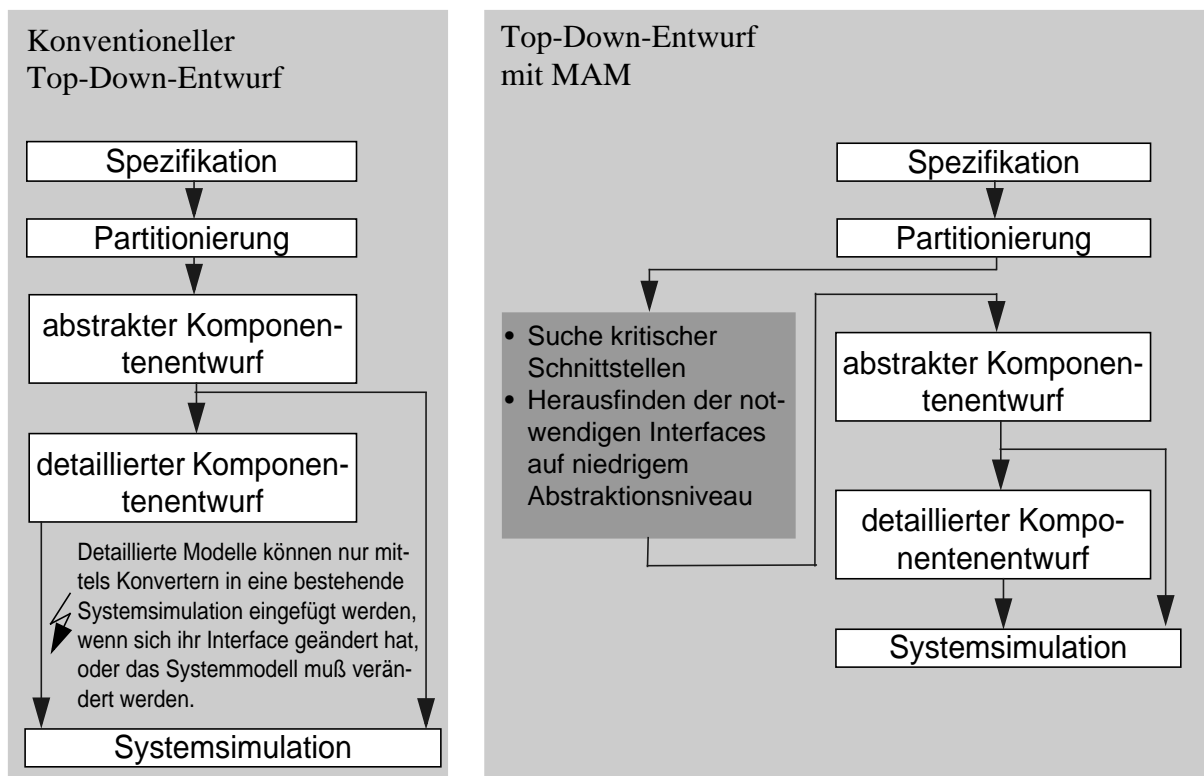 Konventioneller
Top-Down-Entwurf
Spezifikation
Partitionierung
abstrakter Komponen-
tenentwurf
detaillierter Komponen-
tenentwurf
Detaillierte Modelle können nur mit-
tels Konvertern in eine bestehende
Systemsimulation eingefügt werden,
wenn sich ihr Interface geändert hat,
oder das Systemmodell muß verän-
dert werden.
Systemsimulation
Top-Down-Entwurf
mit MAM
Spezifikation
Partitionierung
• Suche kritischer
Schnittstellen
• Herausfinden der not-
wendigen Interfaces
auf niedrigem
Abstraktionsniveau
abstrakter Komponen-
tenentwurf
detaillierter Kompo-
nentenentwurf
Systemsimulation